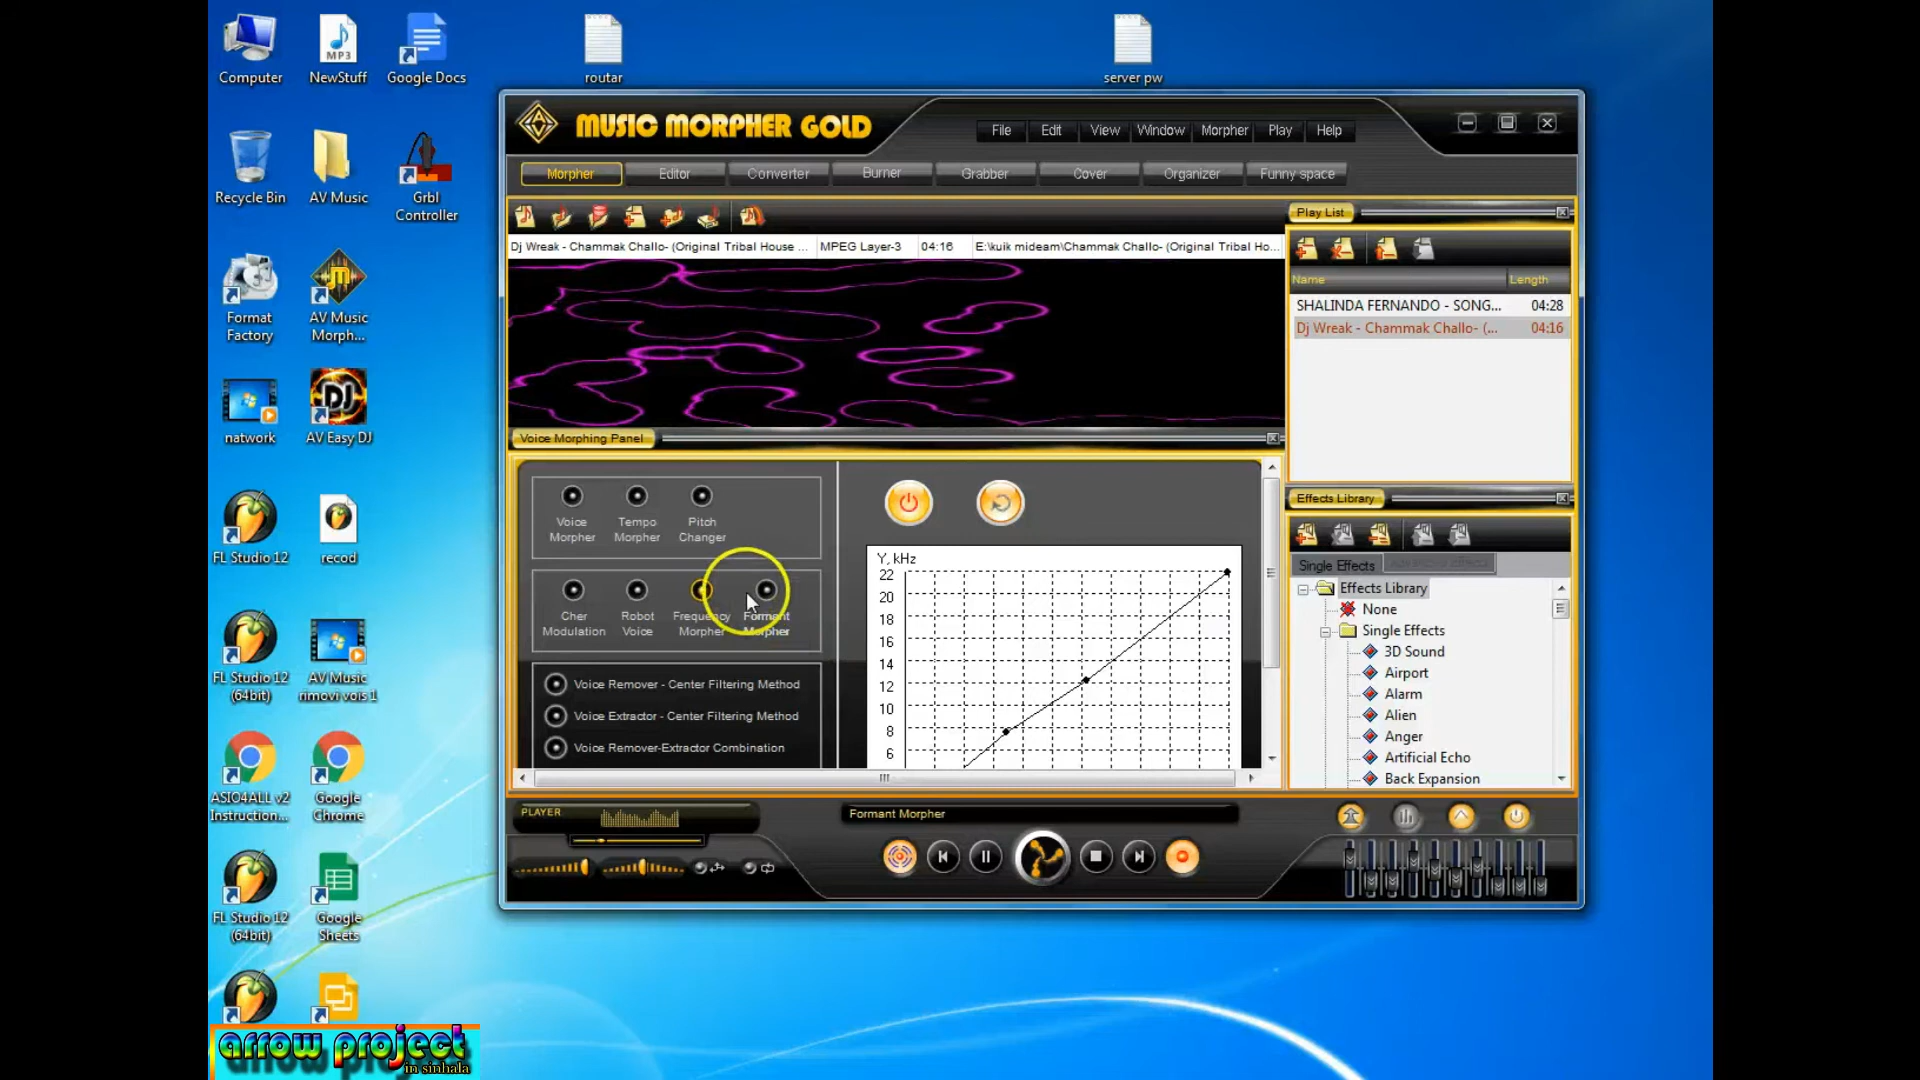 Computer
NewStuff
Google Docs
routar
server pw
Recycle Bin
AV Music
Grbl
Controller
Format
Factory
AV Music
Morph...
natwork
AV Easy DJ
FL Studio 12
recod
FL Studio 12
(64bit)
AV Music
rimovi vois 1
ASIO4ALL v2
Instruction...
Google
Chrome
FL Studio 12
(64bit)
Google
Sheets
arrow project
in sinhala
MUSIC MORPHER GOLD
File Edit View Window Morpher Play Help
Morpher Editor Converter Burner Grabber Cover Organizer Funny space
Dj Wreak - Chammak Challo- (Original Tribal House ... MPEG Layer-3 04:16 E:\kuik mideam\Chammak Challo- (Original Tribal Ho...
Play List
Name Length
SHALINDA FERNANDO - SONG... 04:28
Dj Wreak - Chammak Challo- (... 04:16
Voice Morphing Panel
Voice
Morpher
Tempo
Morpher
Pitch
Changer
Cher
Modulation
Robot
Voice
Frequency
Morpher
Formant
Morpher
Voice Remover - Center Filtering Method
Voice Extractor - Center Filtering Method
Voice Remover-Extractor Combination
Y, kHz
22
20
18
16
14
12
10
8
6
Effects Library
Single Effects
Effects Library
None
Single Effects
3D Sound
Airport
Alarm
Alien
Anger
Artificial Echo
Back Expansion
PLAYER
Formant Morpher